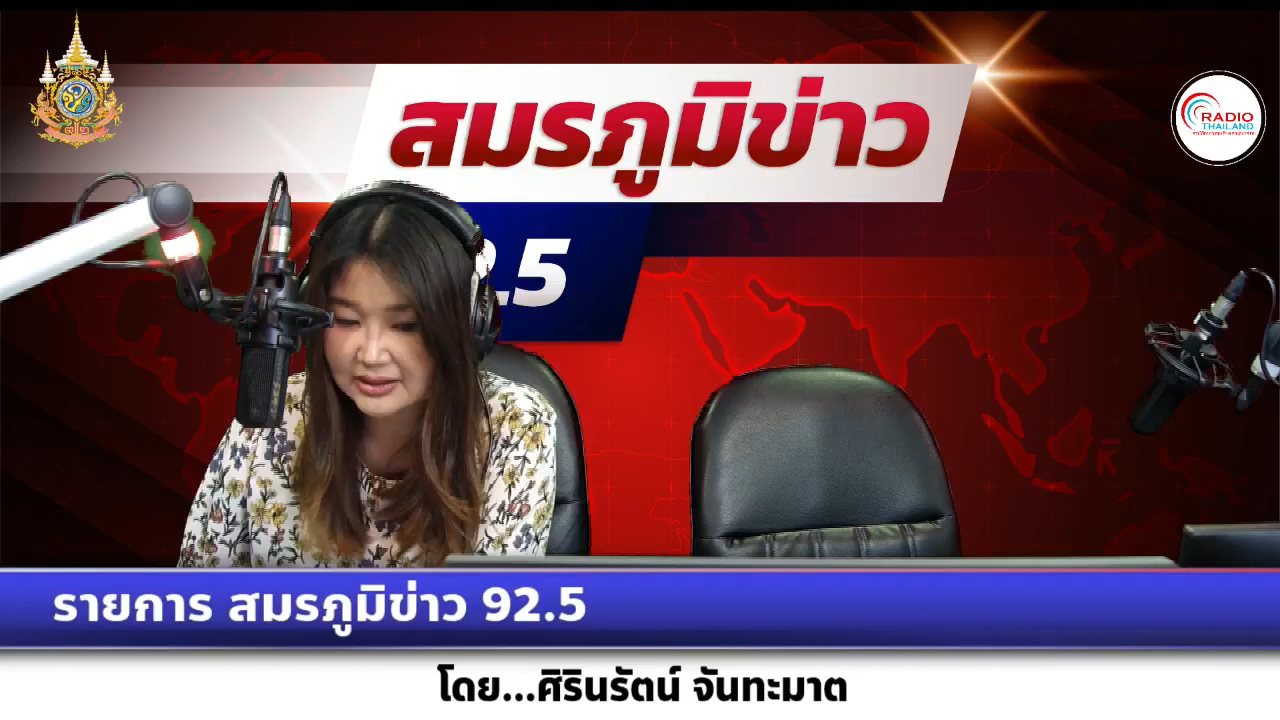 สมรภูมิข่าว
RADIO
THAILAND
.5
รายการ สมรภูมิข่าว 92.5
โดย...ศิรินรัตน์ จันทะมาต